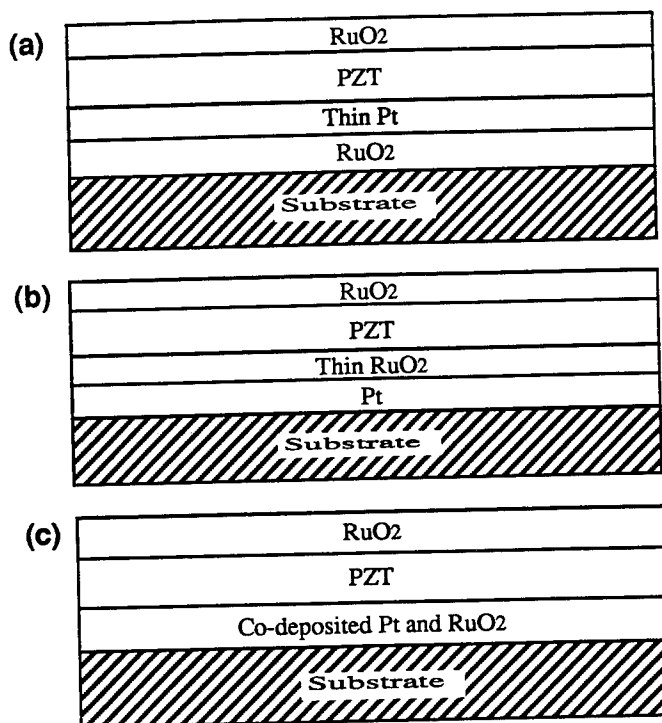 (a)
RuO2
PZT
Thin Pt
RuO2
Substrate
(b)
RuO2
PZT
Thin RuO2
Pt
Substrate
(c)
RuO2
PZT
Co-deposited Pt and RuO2
Substrate